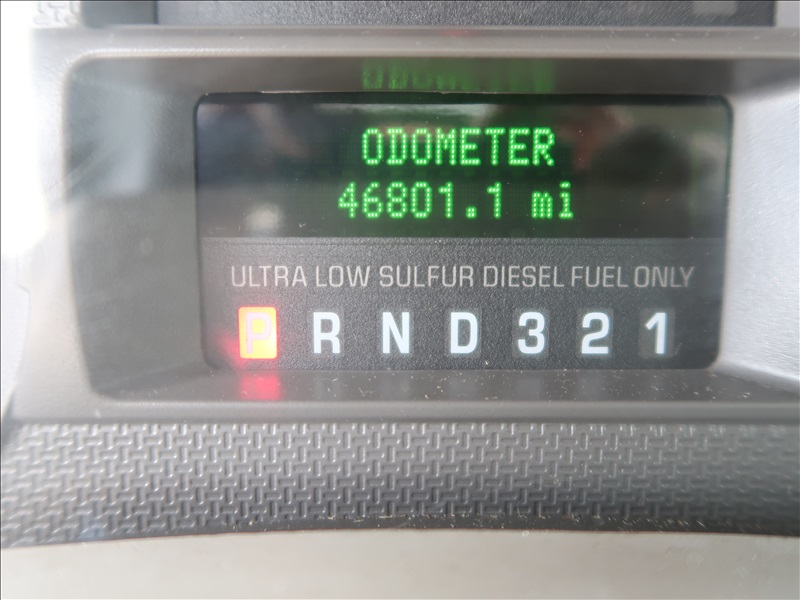 ODOMETER
46801.1 mi
ULTRA LOW SULFUR DIESEL FUEL ONLY
P R N D 3 2 1